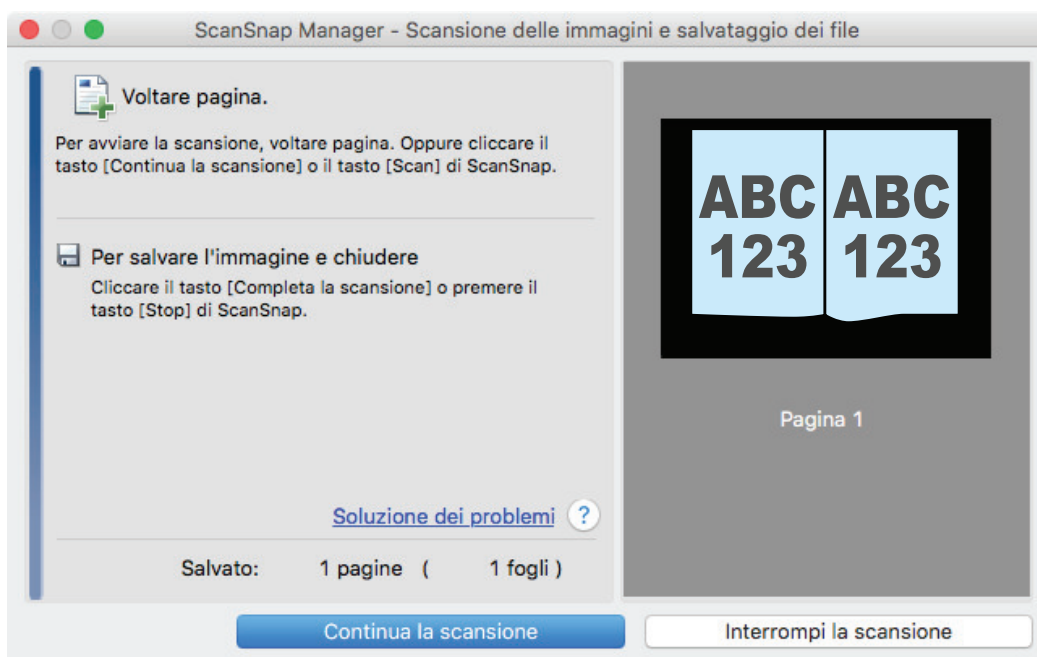 ScanSnap Manager - Scansione delle immagini e salvataggio dei file
Voltare pagina.
Per avviare la scansione, voltare pagina. Oppure cliccare il
tasto [Continua la scansione] o il tasto [Scan] di ScanSnap.
Per salvare l'immagine e chiudere
Cliccare il tasto [Completa la scansione] o premere il
tasto [Stop] di ScanSnap.
Soluzione dei problemi ?
Salvato: 1 pagine ( 1 fogli )
ABC ABC
123 123
Pagina 1
Continua la scansione
Interrompi la scansione